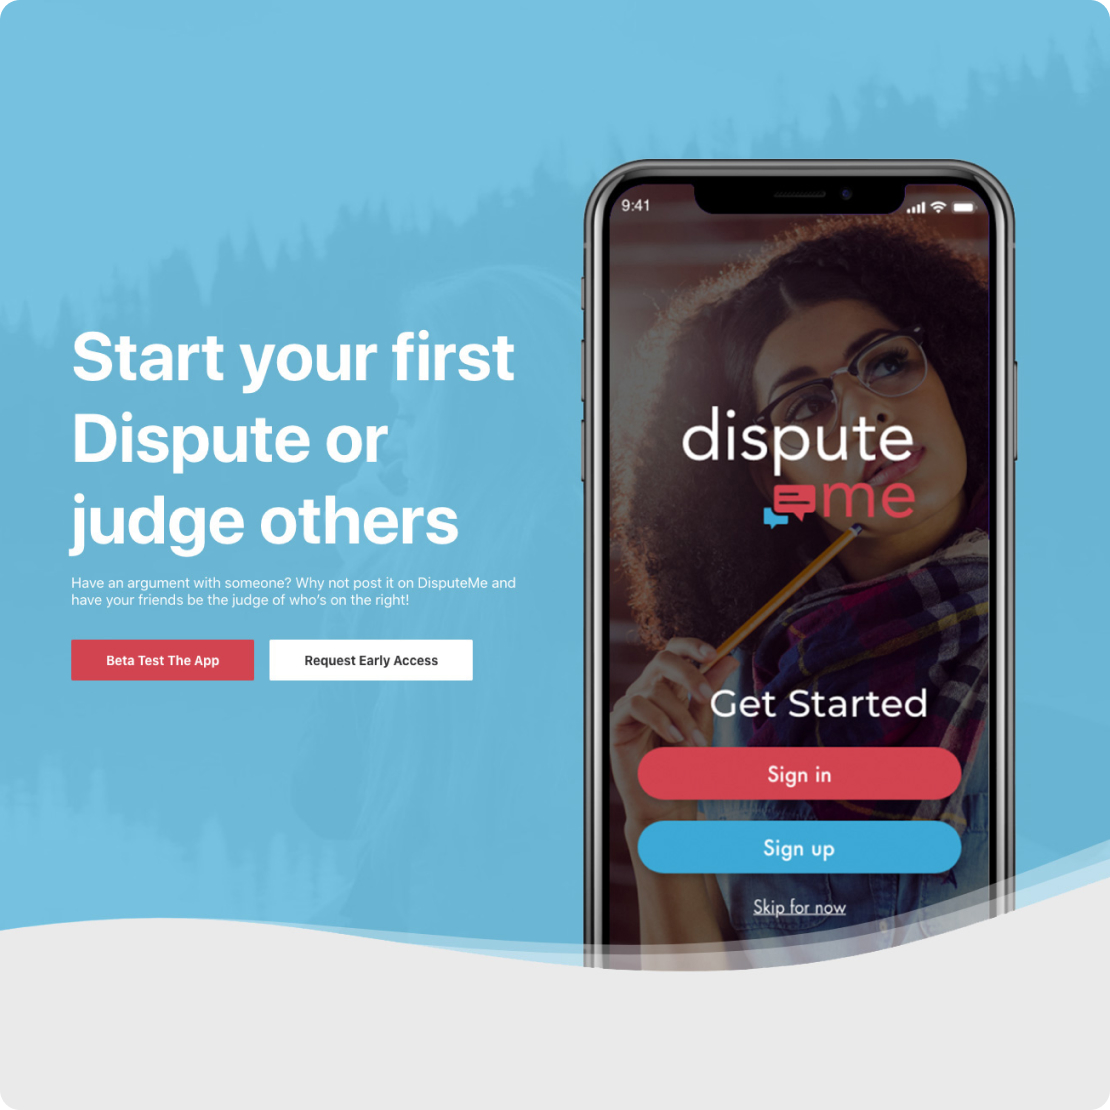 Start your first
Dispute or
judge others
Have an argument with someone? Why not post it on DisputeMe and
have your friends be the judge of who's on the right!
Beta Test The App
Request Early Access
9:41
dispute
me
Get Started
Sign in
Sign up
Skip for now